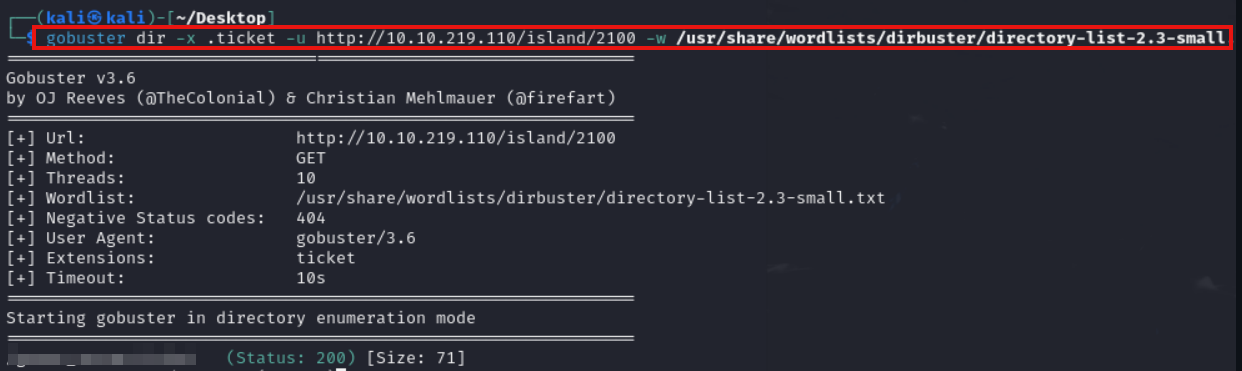 ┌──(kali㉿kali)-[~/Desktop]
└─$ gobuster dir -x .ticket -u http://10.10.219.110/island/2100 -w /usr/share/wordlists/dirbuster/directory-list-2.3-small
===============================================================
Gobuster v3.6
by OJ Reeves (@TheColonial) & Christian Mehlmauer (@firefart)
===============================================================
[+] Url:                     http://10.10.219.110/island/2100
[+] Method:                  GET
[+] Threads:                 10
[+] Wordlist:                /usr/share/wordlists/dirbuster/directory-list-2.3-small.txt
[+] Negative Status codes:   404
[+] User Agent:              gobuster/3.6
[+] Extensions:              ticket
[+] Timeout:                 10s
===============================================================
Starting gobuster in directory enumeration mode
===============================================================
(Status: 200) [Size: 71]